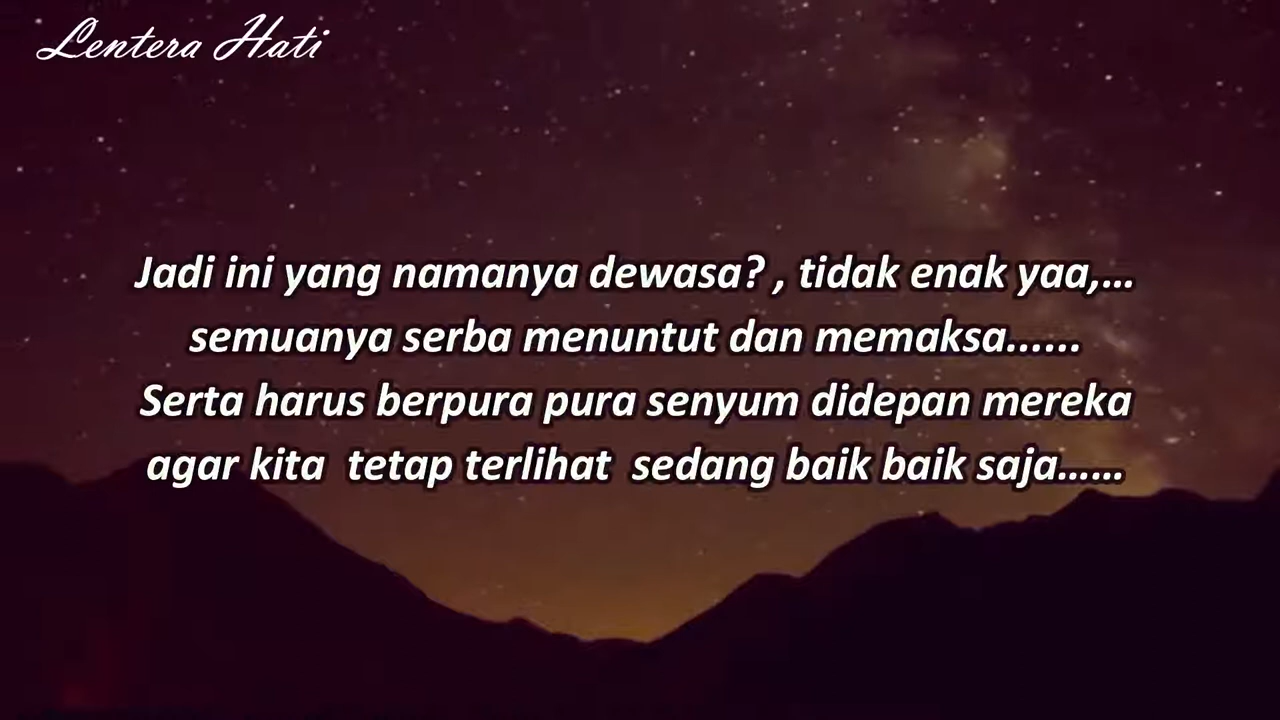 Lentera Hati
Jadi ini yang namanya dewasa? , tidak enak yaa,...
semuanya serba menuntut dan memaksa......
Serta harus berpura pura senyum didepan mereka
agar kita  tetap terlihat  sedang baik baik saja......